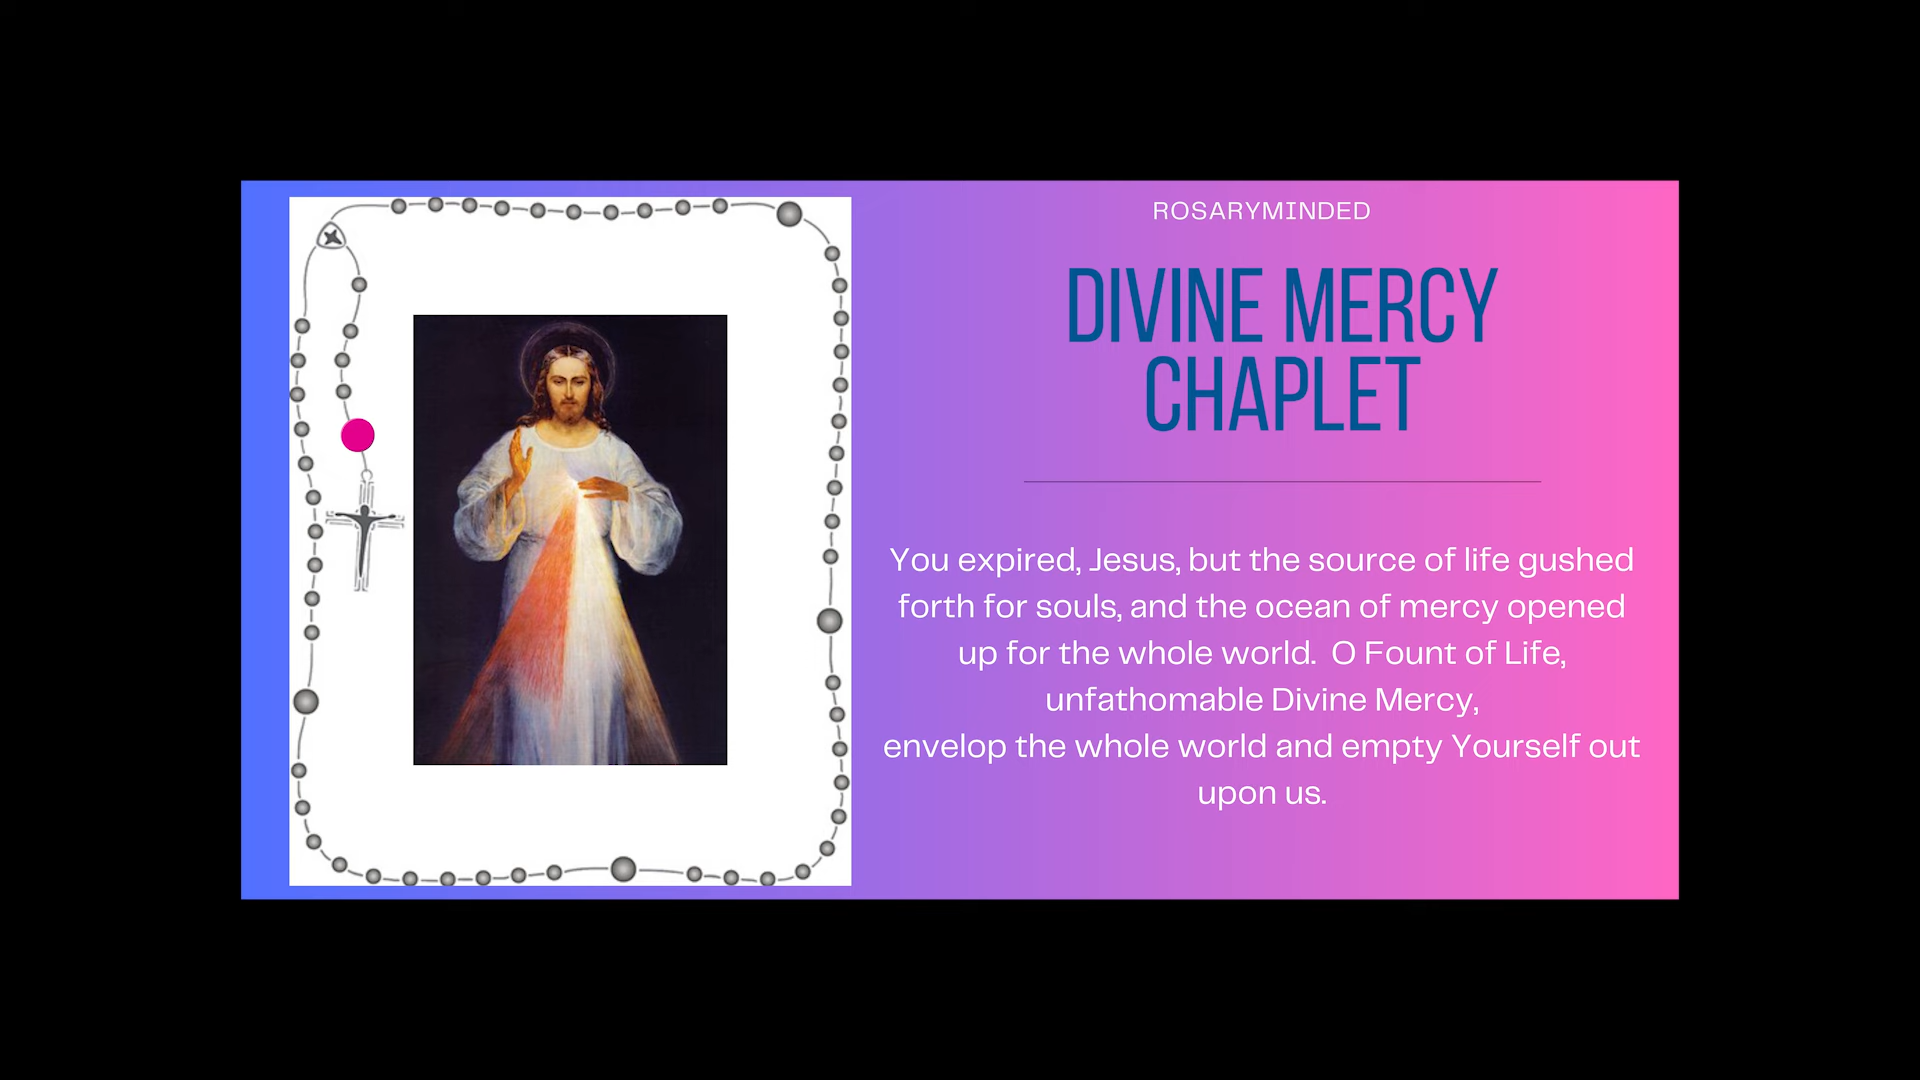 ROSARYMINDED
DIVINE MERCY
CHAPLET
You expired, Jesus, but the source of life gushed
forth for souls, and the ocean of mercy opened
up for the whole world.  O Fount of Life,
unfathomable Divine Mercy,
envelop the whole world and empty Yourself out
upon us.